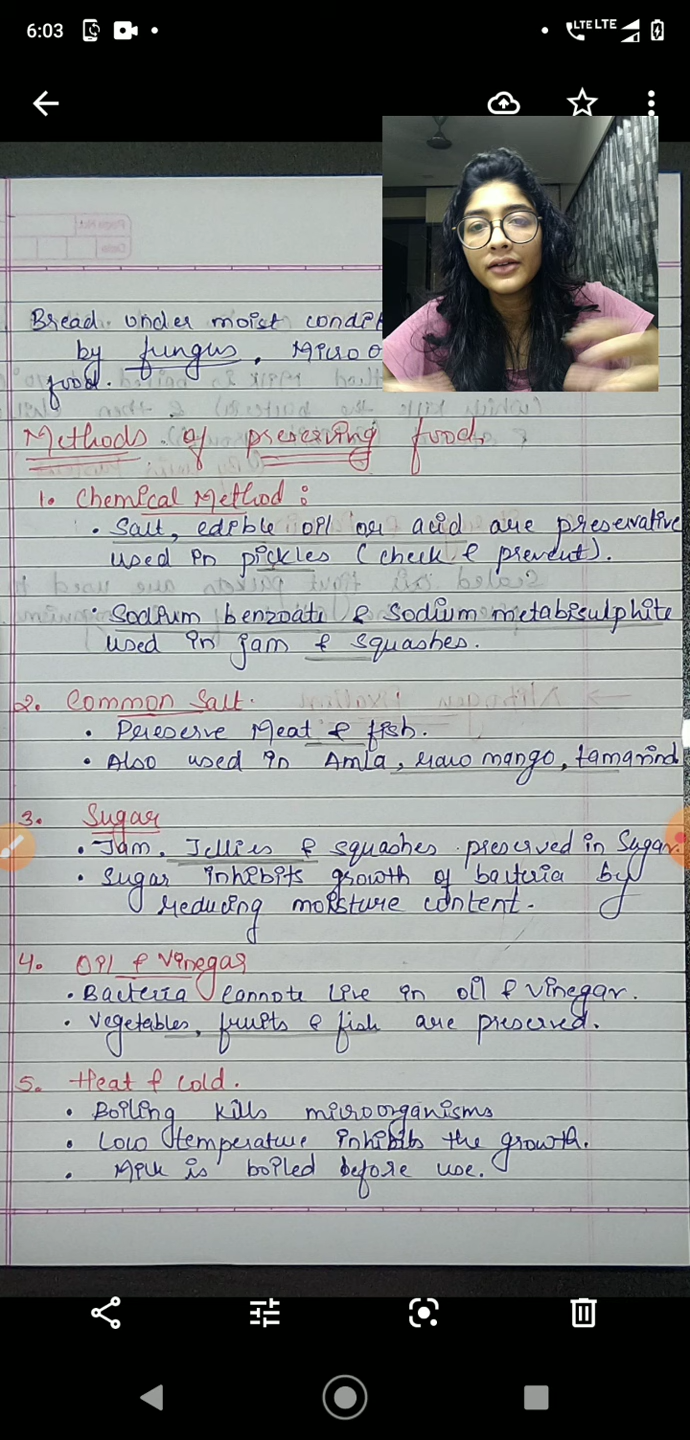 6:03
LTE LTE
Bread under moist condit
by fungus. Micro o
food.
Methods of preserving food.
1. Chemical Method :
• Salt, edible oil or acid are preservative
used in pickles (check & prevent).
• Sodium benzoate & Sodium metabisulphite
used in jam & squashes.
2. Common Salt.
• Preserve Meat & fish.
• Also used in Amla, raw mango, tamarind
3. Sugar
• Jam, Jellies & squashes preserved in Sugar.
• Sugar inhibits growth of bacteria by
reducing moisture content.
4. Oil & Vinegar
• Bacteria cannote live in oil & vinegar.
• Vegetables, fruits & fish are preserved.
5. Heat & cold.
• Boiling kills microorganisms
• Low temperature inhibits the growth.
• Milk is boiled before use.